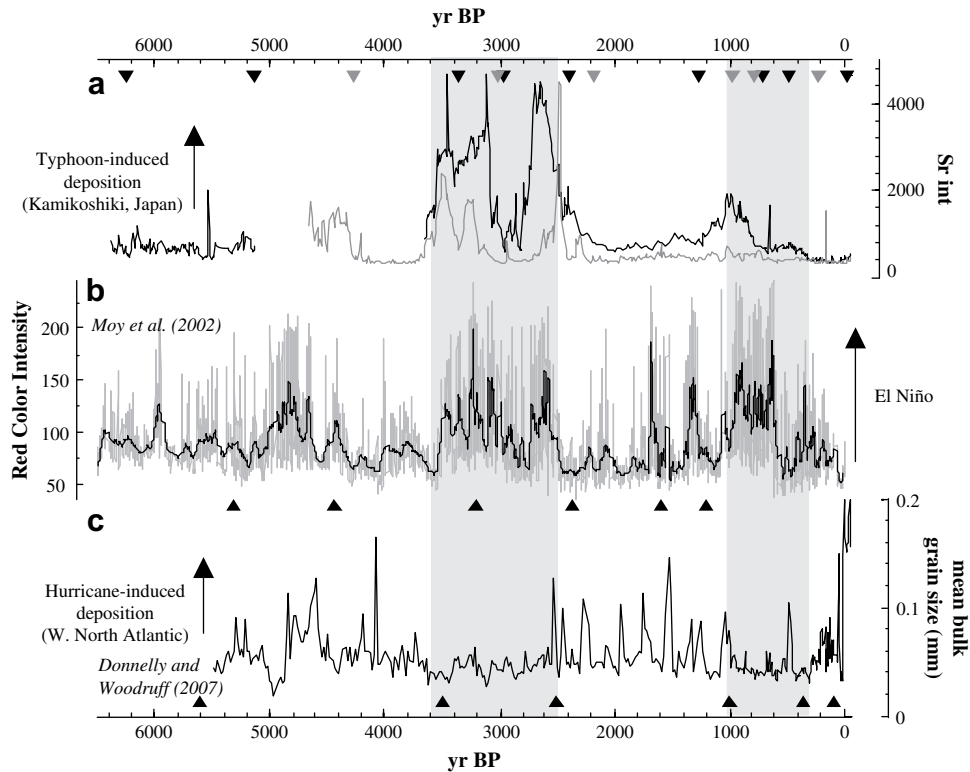 yr BP
6000 5000 4000 3000 2000 1000 0
a
Typhoon-induced
deposition
(Kamikoshiki, Japan)
4000
2000
0
Sr int
b
Moy et al. (2002)
200
150
100
50
Red Color Intensity
El Niño
c
Hurricane-induced
deposition
(W. North Atlantic)
Donnelly and
Woodruff (2007)
0.2
0.1
0
mean bulk
grain size (mm)
6000 5000 4000 3000 2000 1000 0
yr BP